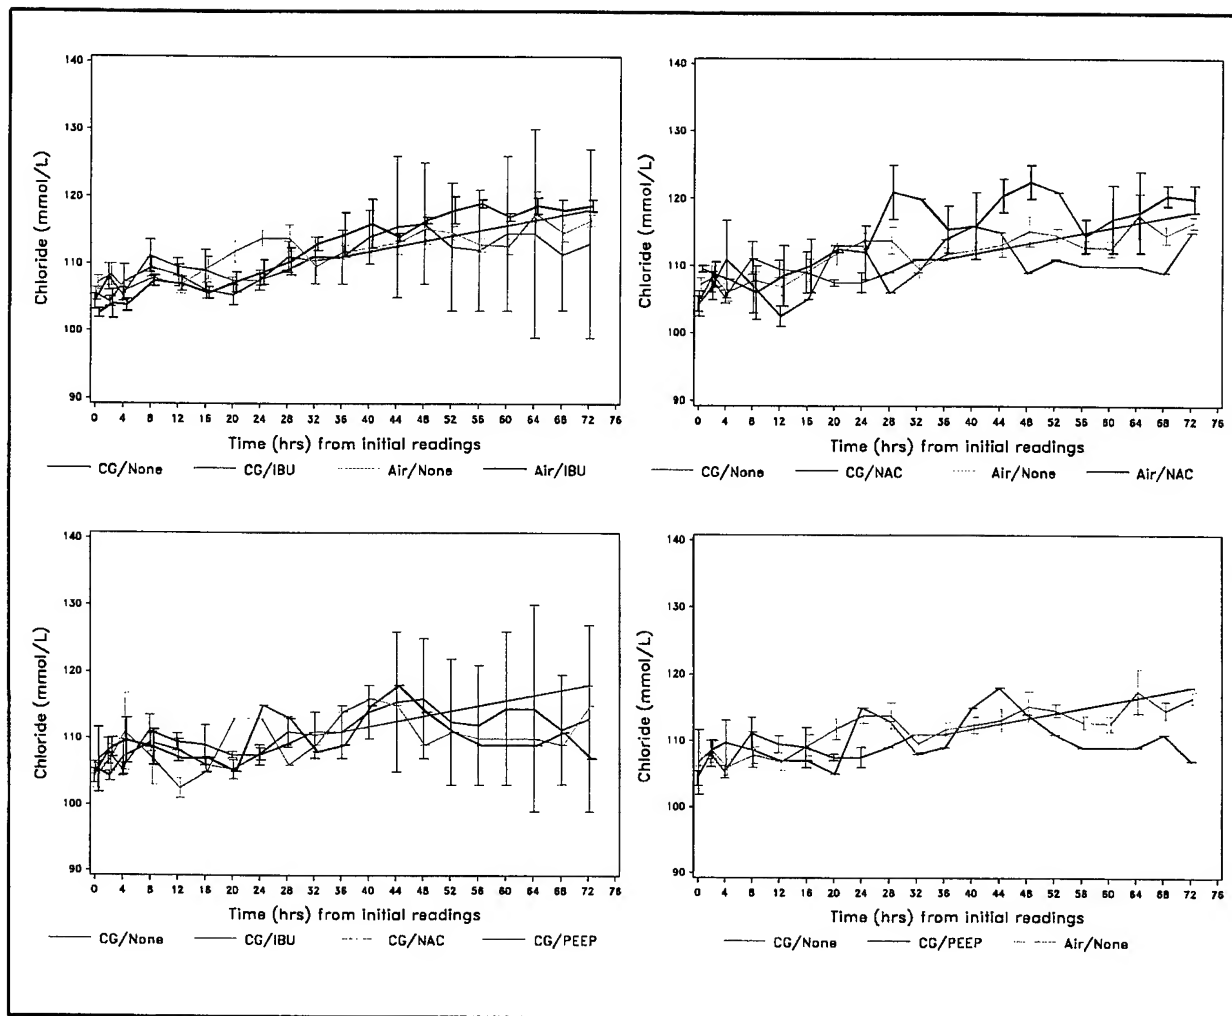 140
130
120
110
100
90
Chloride (mmol/L)
0 4 8 12 16 20 24 28 32 36 40 44 48 52 56 60 64 68 72 76
Time (hrs) from initial readings
CG/None CG/IBU Air/None Air/IBU
140
130
120
110
100
90
Chloride (mmol/L)
0 4 8 12 16 20 24 28 32 36 40 44 48 52 56 60 64 68 72 76
Time (hrs) from initial readings
CG/None CG/NAC Air/None Air/NAC
140
130
120
110
100
90
Chloride (mmol/L)
0 4 8 12 16 20 24 28 32 36 40 44 48 52 56 60 64 68 72 76
Time (hrs) from initial readings
CG/None CG/IBU CG/NAC CG/PEEP
140
130
120
110
100
90
Chloride (mmol/L)
0 4 8 12 16 20 24 28 32 36 40 44 48 52 56 60 64 68 72 76
Time (hrs) from initial readings
CG/None CG/PEEP Air/None